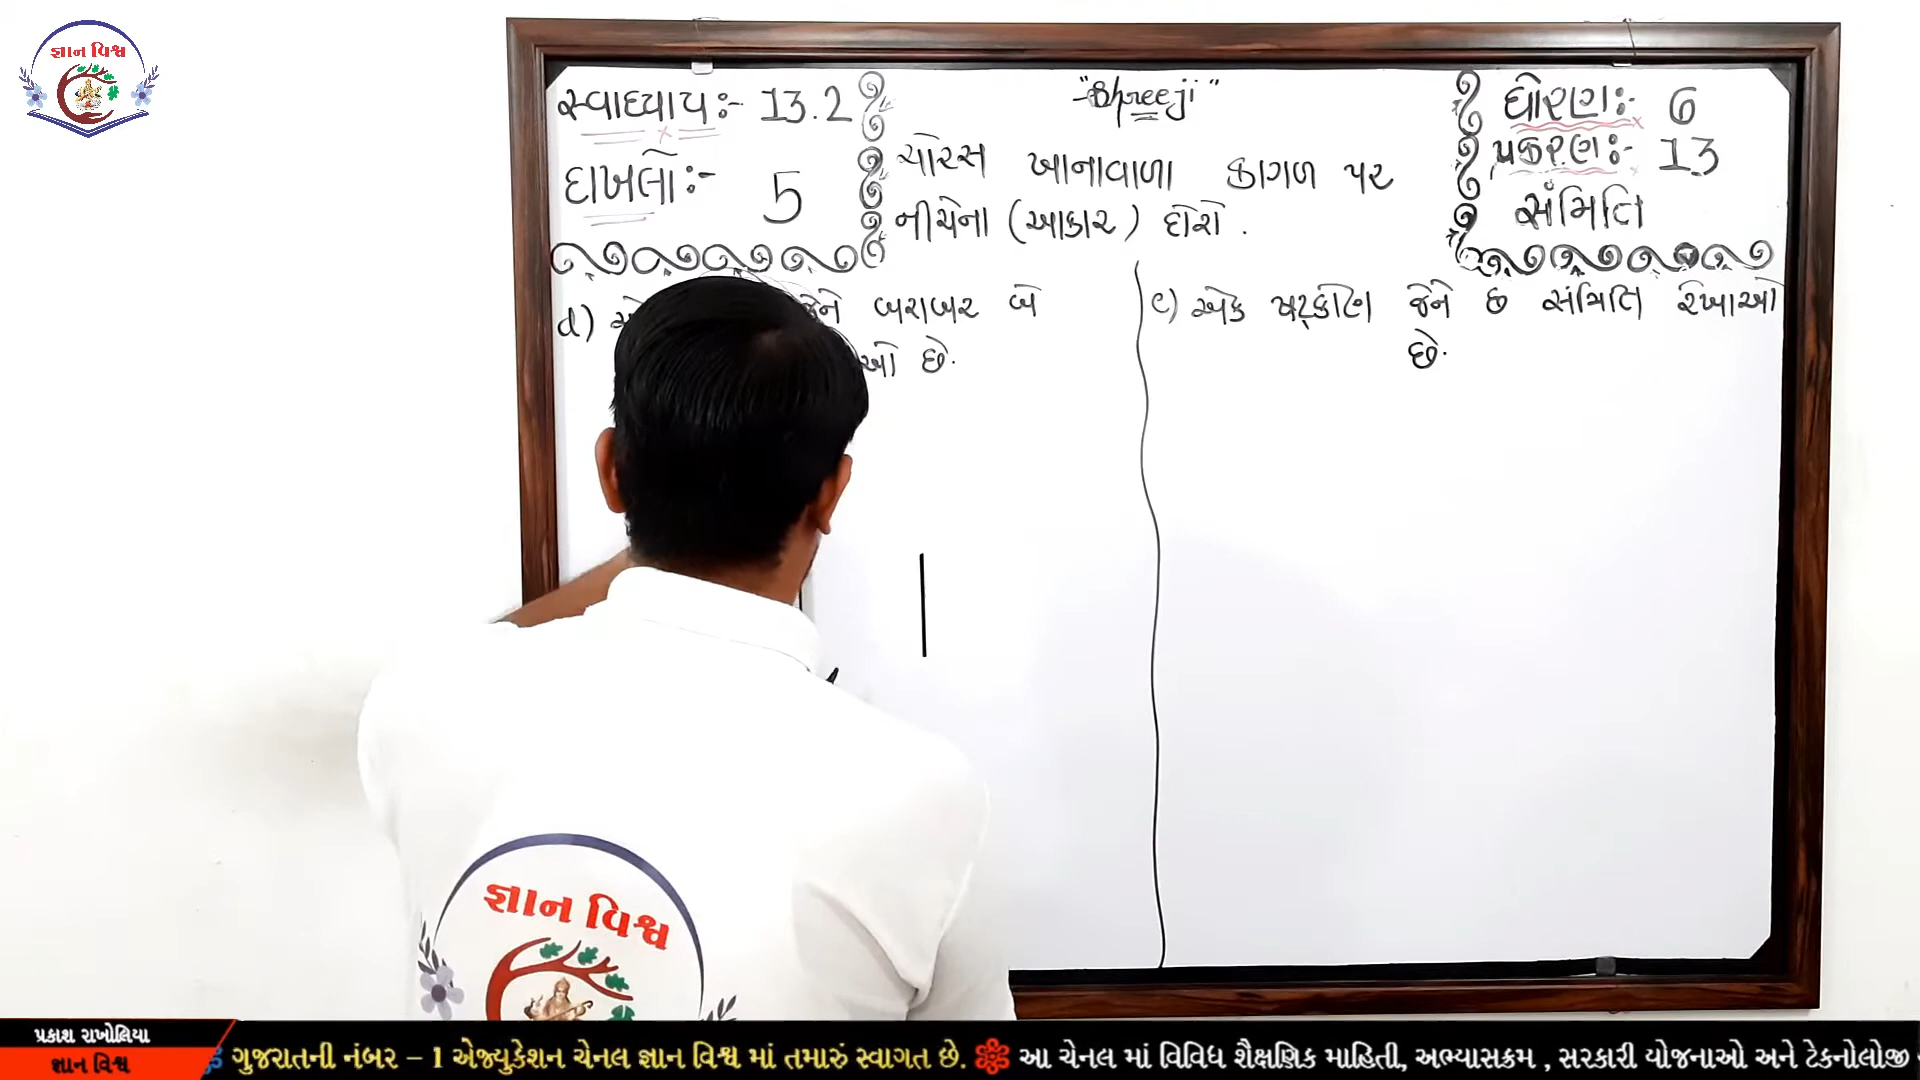 જ્ઞાન વિશ્વ
સ્વાધ્યાય:- 13.2
દાખલો:- 5
"Shreeji"
ચોરસ ખાનાવાળા કાગળ પર
નીચેના (આકાર) દોરો.
ધોરણ:- 6
પ્રકરણ:- 13
સંમિતિ
d) જેને બરાબર બે
ઓ છે.
e) એક ષટ્કોણ જેને છ સંમિતિ રેખાઓ
છે.
જ્ઞાન વિશ્વ
પ્રકાશ રાખોલિયા
જ્ઞાન વિશ્વ
ગુજરાતની નંબર – 1 એજ્યુકેશન ચેનલ જ્ઞાન વિશ્વ માં તમારું સ્વાગત છે. આ ચેનલ માં વિવિધ શૈક્ષણિક માહિતી, અભ્યાસક્રમ , સરકારી યોજનાઓ અને ટેકનોલોજી